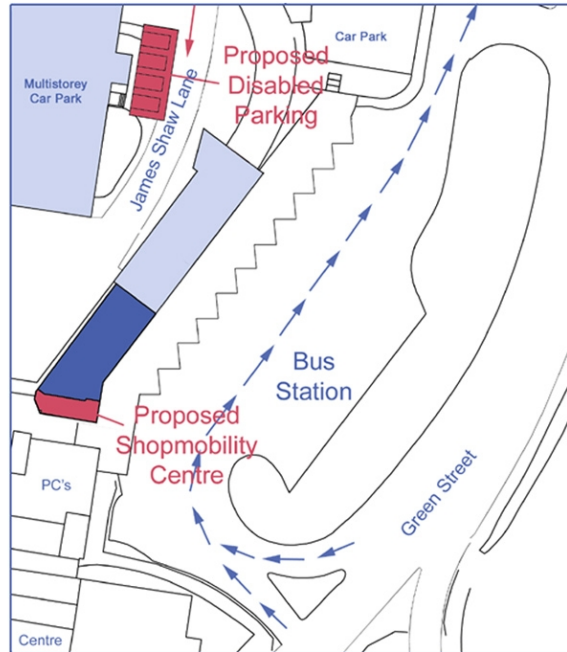 Proposed
Disabled
Parking
Car Park
Multistorey
Car Park
James Shaw Lane
Bus
Station
Proposed
Shopmobility
Centre
PC's
Green Street
Centre